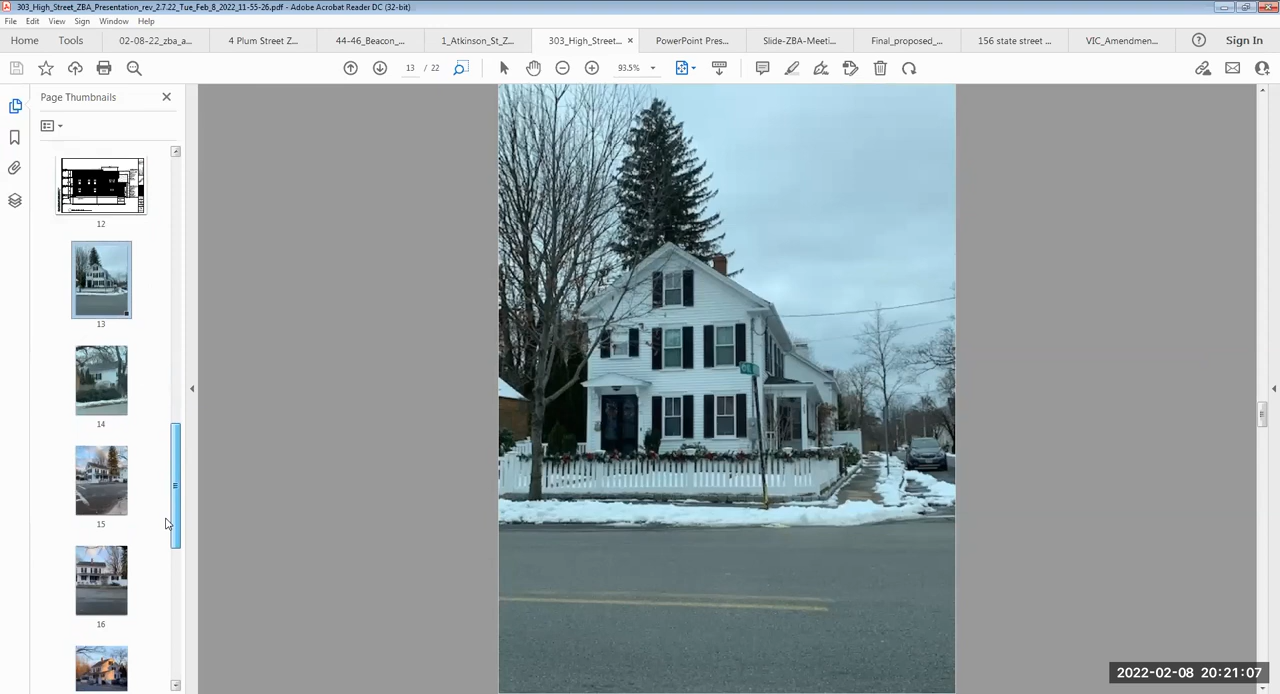 303_High_Street_ZBA_Presentation_rev_2.7.22_Tue_Feb_8_2022_11-55-26.pdf - Adobe Acrobat Reader DC (32-bit)
File Edit View Sign Window Help
Home Tools 02-08-22_zba_a... 4 Plum Street Z... 44-46_Beacon_... 1_Atkinson_St_Z... 303_High_Street... × PowerPoint Pres... Slide-ZBA-Meeti... Final_proposed_... 156 state street ... VIC_Amendmen... Sign In
13 / 22 93.5%
Page Thumbnails
12
13
14
15
16
2022-02-08 20:21:07